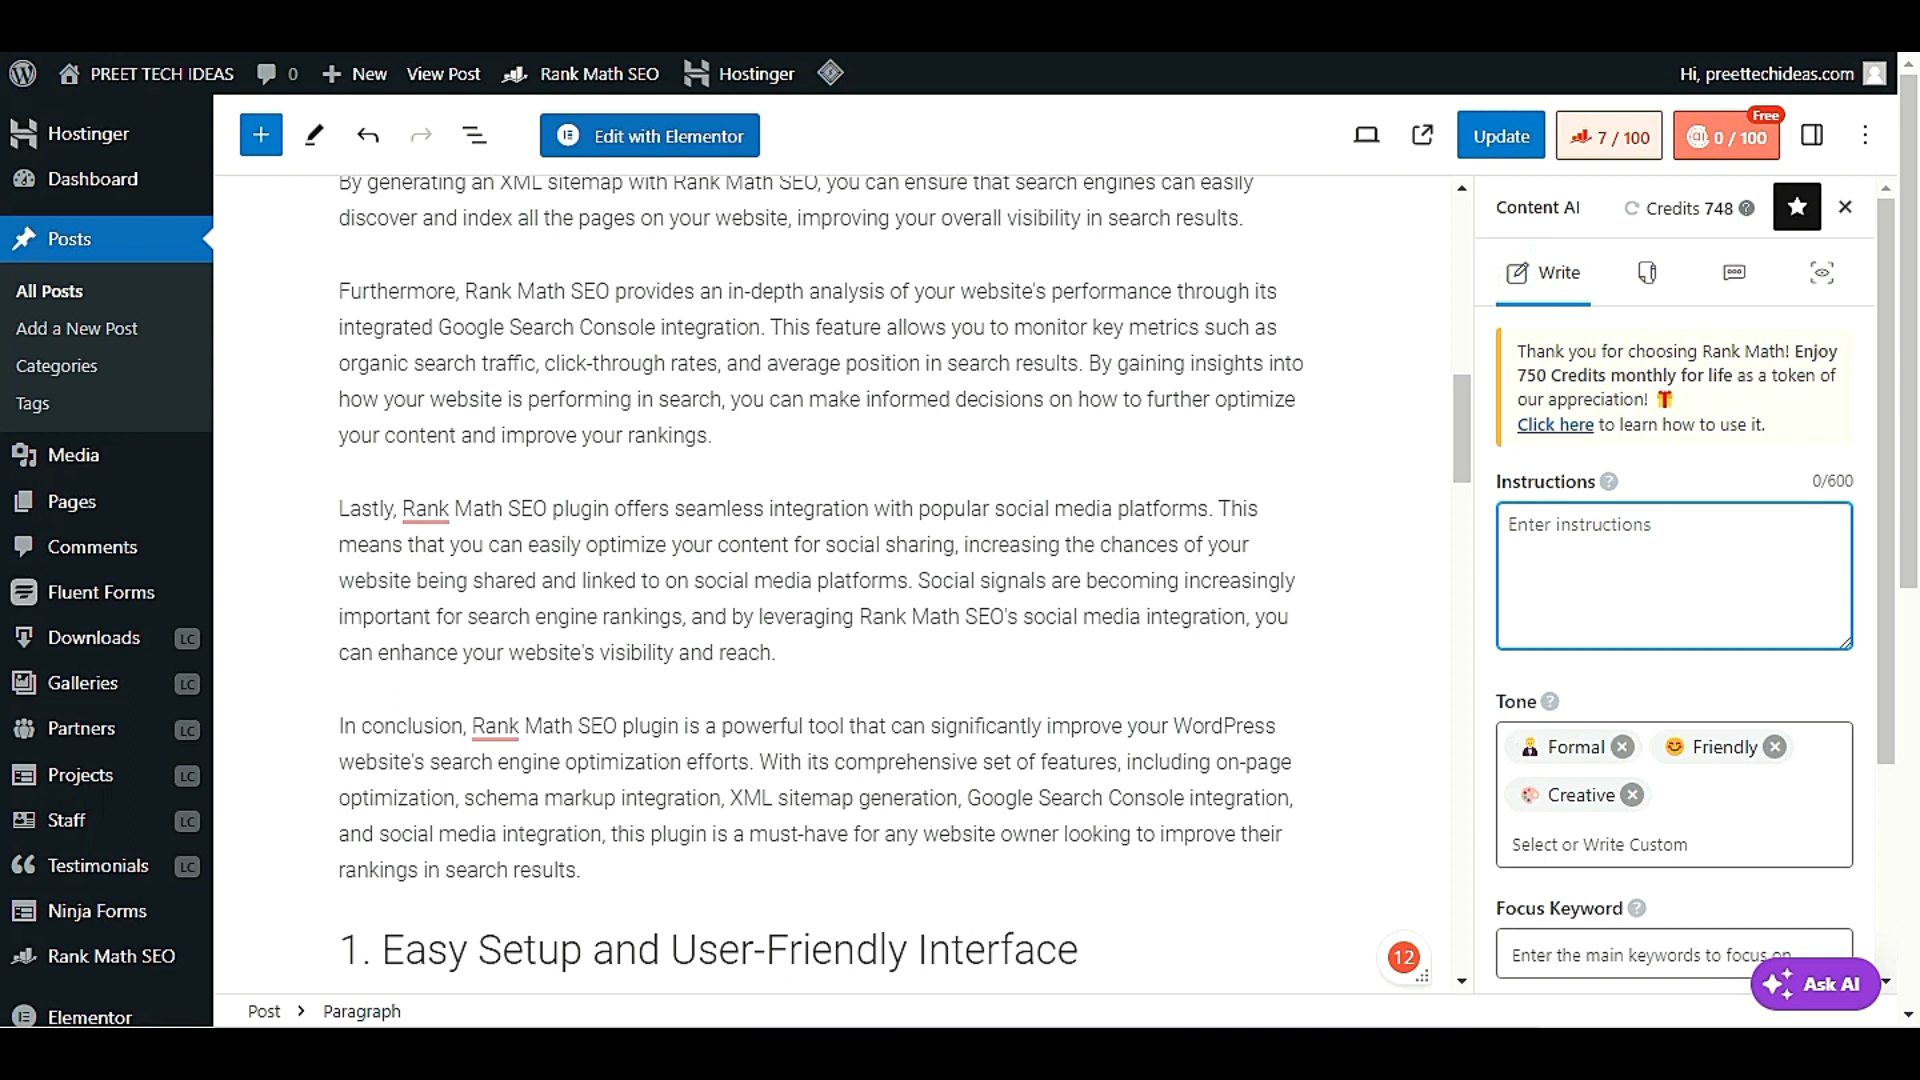 PREET TECH IDEAS 0 New View Post Rank Math SEO Hostinger Hi, preettechideas.com
Hostinger
Dashboard
Posts
All Posts
Add a New Post
Categories
Tags
Media
Pages
Comments
Fluent Forms
Downloads LC
Galleries LC
Partners LC
Projects LC
Staff LC
Testimonials LC
Ninja Forms
Rank Math SEO
Elementor
Edit with Elementor Update 7 / 100 0 / 100 Free
By generating an XML sitemap with Rank Math SEO, you can ensure that search engines can easily
discover and index all the pages on your website, improving your overall visibility in search results.
Furthermore, Rank Math SEO provides an in-depth analysis of your website's performance through its
integrated Google Search Console integration. This feature allows you to monitor key metrics such as
organic search traffic, click-through rates, and average position in search results. By gaining insights into
how your website is performing in search, you can make informed decisions on how to further optimize
your content and improve your rankings.
Lastly, Rank Math SEO plugin offers seamless integration with popular social media platforms. This
means that you can easily optimize your content for social sharing, increasing the chances of your
website being shared and linked to on social media platforms. Social signals are becoming increasingly
important for search engine rankings, and by leveraging Rank Math SEO's social media integration, you
can enhance your website's visibility and reach.
In conclusion, Rank Math SEO plugin is a powerful tool that can significantly improve your WordPress
website's search engine optimization efforts. With its comprehensive set of features, including on-page
optimization, schema markup integration, XML sitemap generation, Google Search Console integration,
and social media integration, this plugin is a must-have for any website owner looking to improve their
rankings in search results.
1. Easy Setup and User-Friendly Interface
12
Post > Paragraph
Content AI Credits 748
Write
Thank you for choosing Rank Math! Enjoy
750 Credits monthly for life as a token of
our appreciation!
Click here to learn how to use it.
Instructions 0/600
Enter instructions
Tone
Formal Friendly
Creative
Select or Write Custom
Focus Keyword
Enter the main keywords to focus on
Ask AI